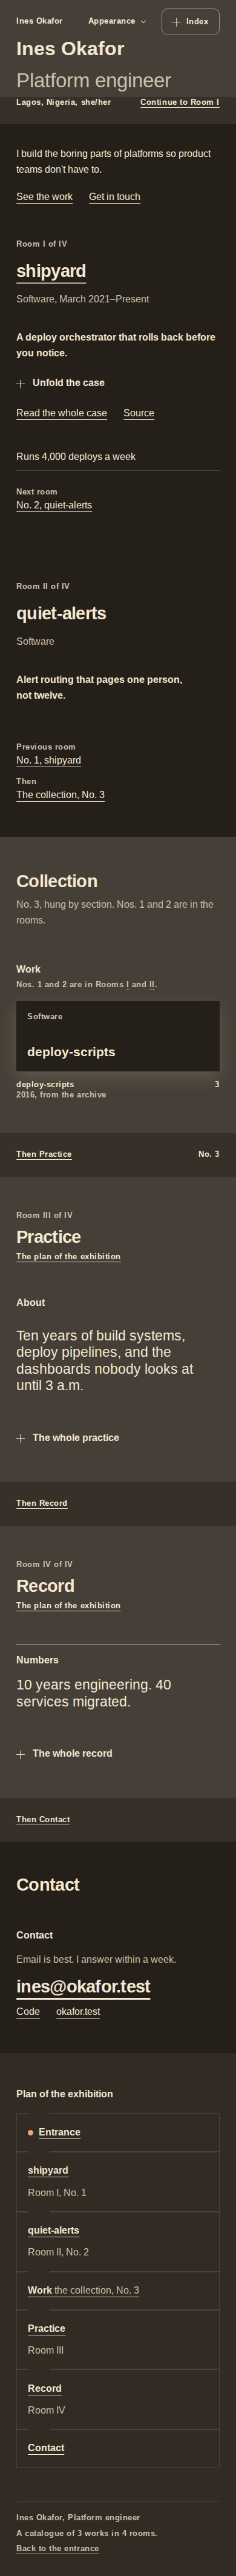 Ines Okafor
Appearance
Index
Ines Okafor
Platform engineer
Lagos, Nigeria, she/her
Continue to Room I
I build the boring parts of platforms so product
teams don't have to.
See the work
Get in touch
Room I of IV
shipyard
Software, March 2021–Present
A deploy orchestrator that rolls back before
you notice.
Unfold the case
Read the whole case
Source
Runs 4,000 deploys a week
Next room
No. 2, quiet-alerts
Room II of IV
quiet-alerts
Software
Alert routing that pages one person,
not twelve.
Previous room
No. 1, shipyard
Then
The collection, No. 3
Collection
No. 3, hung by section. Nos. 1 and 2 are in the
rooms.
Work
Nos. 1 and 2 are in Rooms I and II.
Software
deploy-scripts
deploy-scripts
3
2016, from the archive
Then Practice
No. 3
Room III of IV
Practice
The plan of the exhibition
About
Ten years of build systems,
deploy pipelines, and the
dashboards nobody looks at
until 3 a.m.
The whole practice
Then Record
Room IV of IV
Record
The plan of the exhibition
Numbers
10 years engineering. 40
services migrated.
The whole record
Then Contact
Contact
Contact
Email is best. I answer within a week.
ines@okafor.test
Code
okafor.test
Plan of the exhibition
Entrance
shipyard
Room I, No. 1
quiet-alerts
Room II, No. 2
Work the collection, No. 3
Practice
Room III
Record
Room IV
Contact
Ines Okafor, Platform engineer
A catalogue of 3 works in 4 rooms.
Back to the entrance